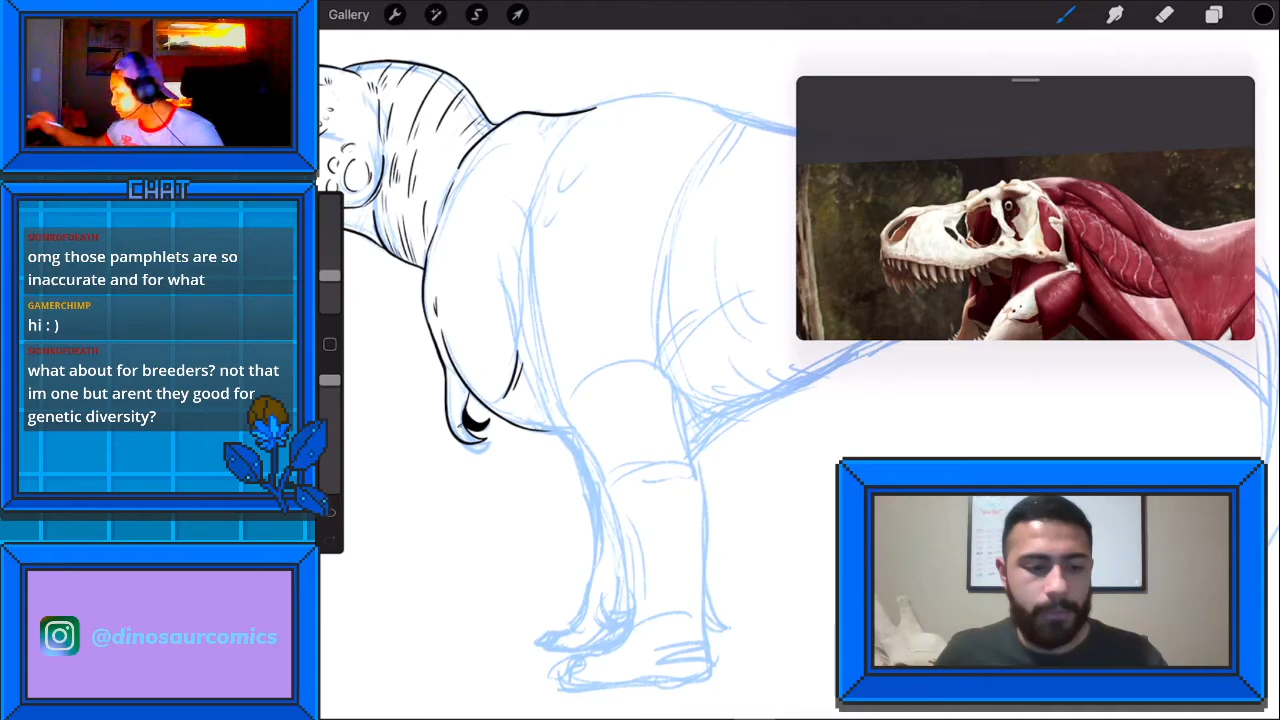 Gallery
CHAT
SIGNROFDEATH
omg those pamphlets are so
inaccurate and for what
GAMERCHIMP
hi : )
what about for breeders? not that
im one but arent they good for
genetic diversity?
@dinosaurcomics